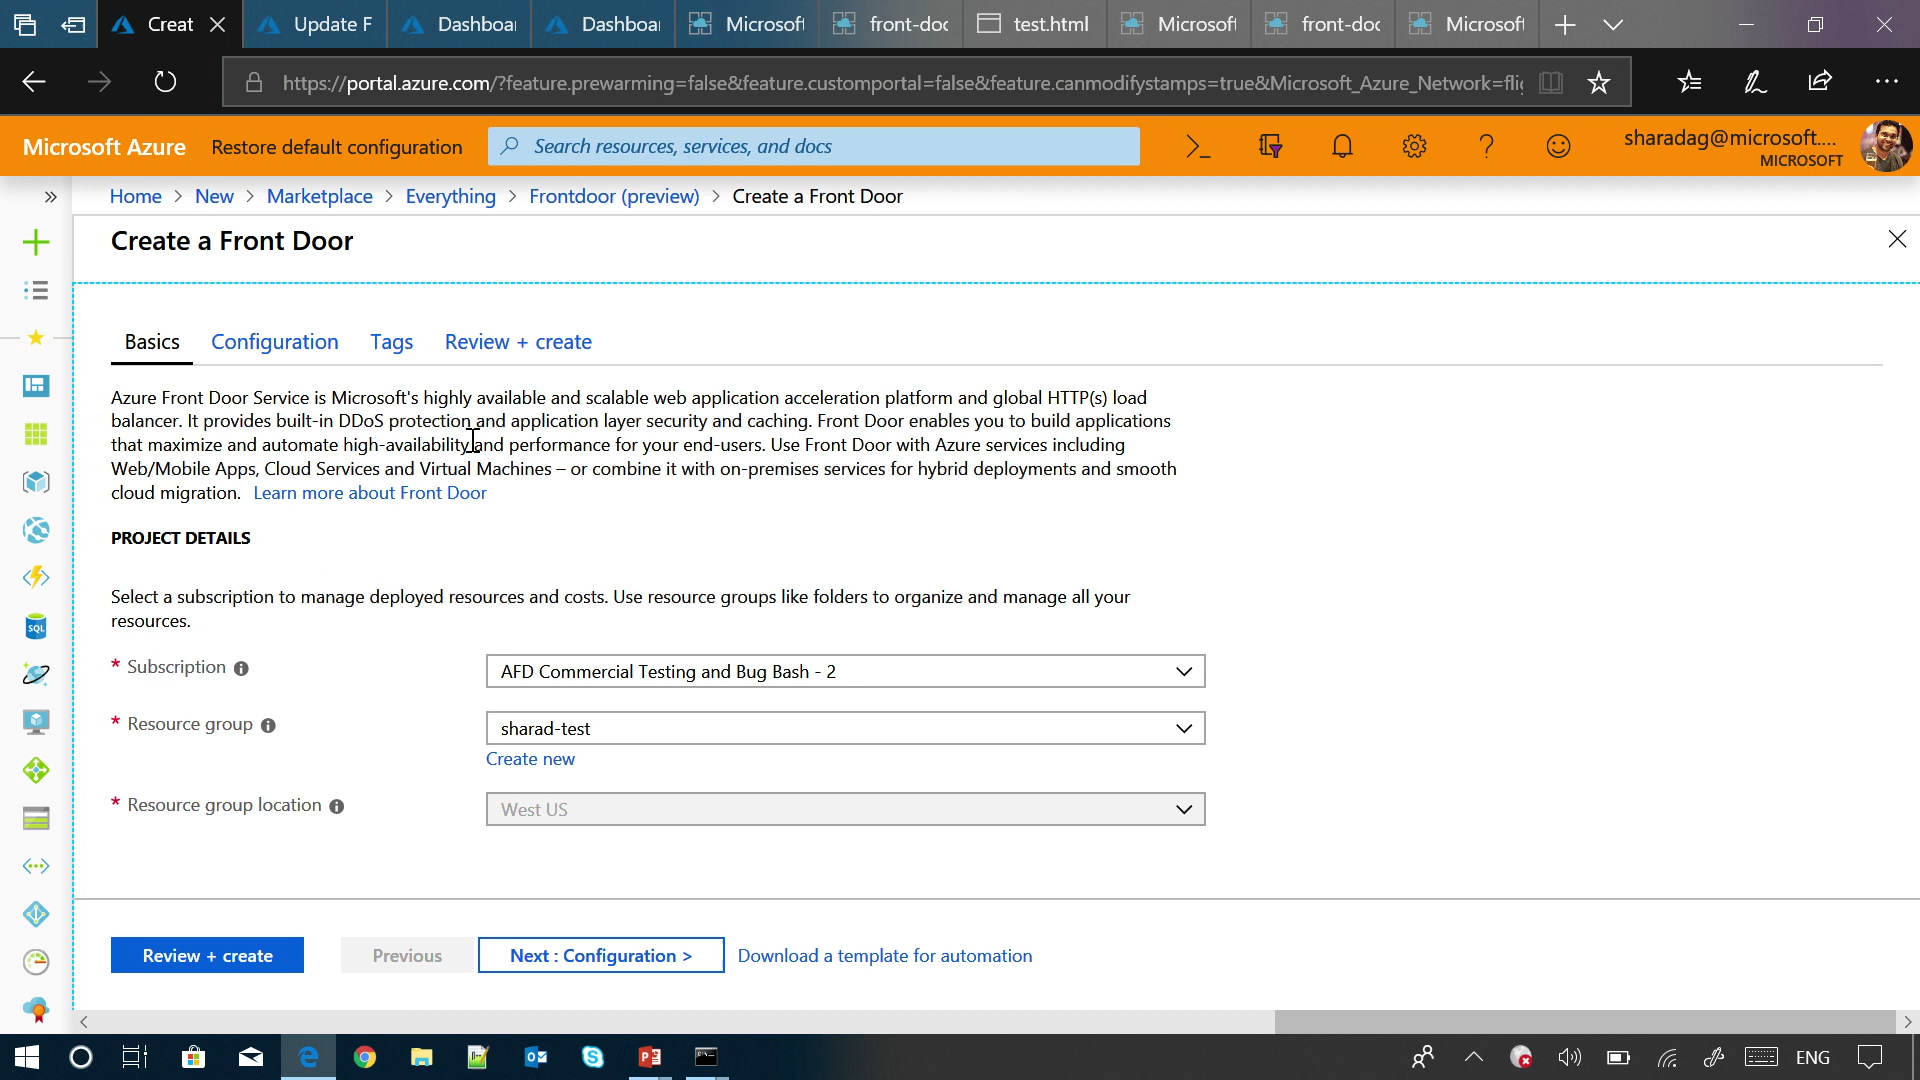 Creat
Update F
Dashboar
Dashboar
Microsoft
front-doc
test.html
Microsoft
front-doc
Microsoft
https://portal.azure.com/?feature.prewarming=false&feature.customportal=false&feature.canmodifystamps=true&Microsoft_Azure_Network=flig
Microsoft Azure
Restore default configuration
Search resources, services, and docs
sharadag@microsoft....
MICROSOFT
Home > New > Marketplace > Everything > Frontdoor (preview) > Create a Front Door
Create a Front Door
Basics
Configuration
Tags
Review + create
Azure Front Door Service is Microsoft's highly available and scalable web application acceleration platform and global HTTP(s) load
balancer. It provides built-in DDoS protection and application layer security and caching. Front Door enables you to build applications
that maximize and automate high-availability and performance for your end-users. Use Front Door with Azure services including
Web/Mobile Apps, Cloud Services and Virtual Machines – or combine it with on-premises services for hybrid deployments and smooth
cloud migration. Learn more about Front Door
PROJECT DETAILS
Select a subscription to manage deployed resources and costs. Use resource groups like folders to organize and manage all your
resources.
* Subscription
AFD Commercial Testing and Bug Bash - 2
* Resource group
sharad-test
Create new
* Resource group location
West US
SQL
Review + create
Previous
Next : Configuration >
Download a template for automation
ENG